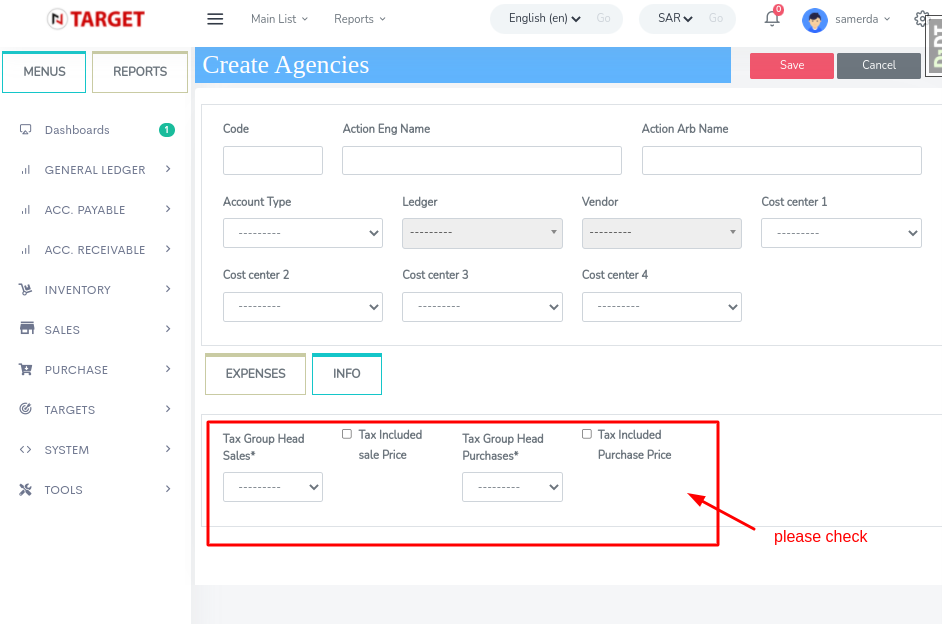 TARGET
Main List
Reports
English (en)
Go
SAR
Go
0
samerda
DjDT
MENUS
REPORTS
Create Agencies
Save
Cancel
Dashboards
1
GENERAL LEDGER
ACC. PAYABLE
ACC. RECEIVABLE
INVENTORY
SALES
PURCHASE
TARGETS
SYSTEM
TOOLS
Code
Action Eng Name
Action Arb Name
Account Type
Ledger
Vendor
Cost center 1
---------
---------
---------
---------
Cost center 2
Cost center 3
Cost center 4
---------
---------
---------
EXPENSES
INFO
Tax Group Head
Sales*
Tax Included
sale Price
Tax Group Head
Purchases*
Tax Included
Purchase Price
---------
---------
please check